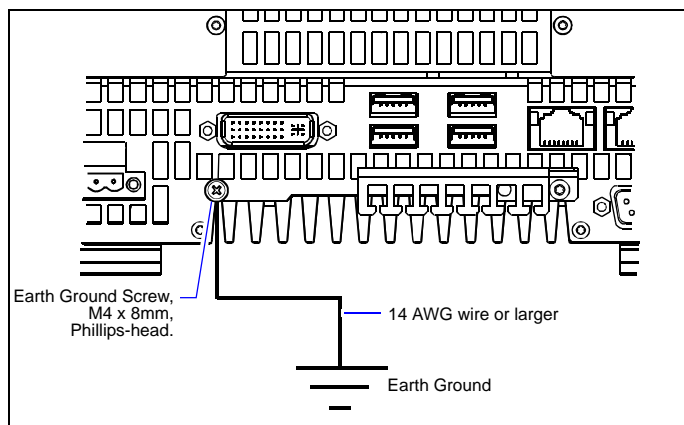 Earth Ground Screw,
M4 x 8mm,
Phillips-head.
14 AWG wire or larger
Earth Ground